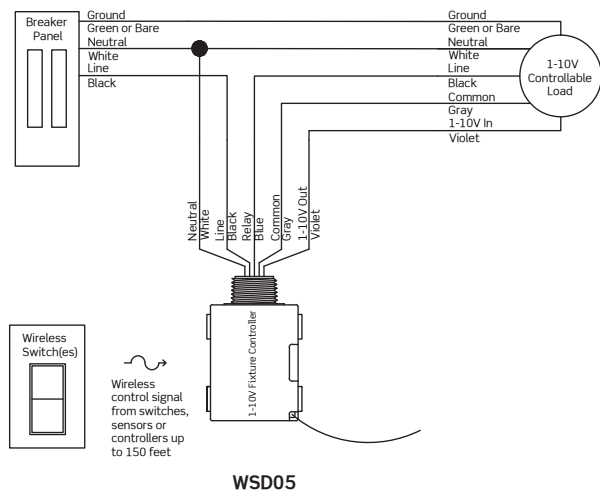 Breaker
Panel
Ground
Green or Bare
Neutral
White
Line
Black
Ground
Green or Bare
Neutral
White
Line
Black
Common
Gray
1-10V In
Violet
1-10V
Controllable
Load
Neutral
White
Line
Black
Relay
Blue
Common
Gray
1-10V Out
Violet
1-10V Fixture Controller
Wireless
Switch(es)
Wireless
control signal
from switches,
sensors or
controllers up
to 150 feet
WSD05